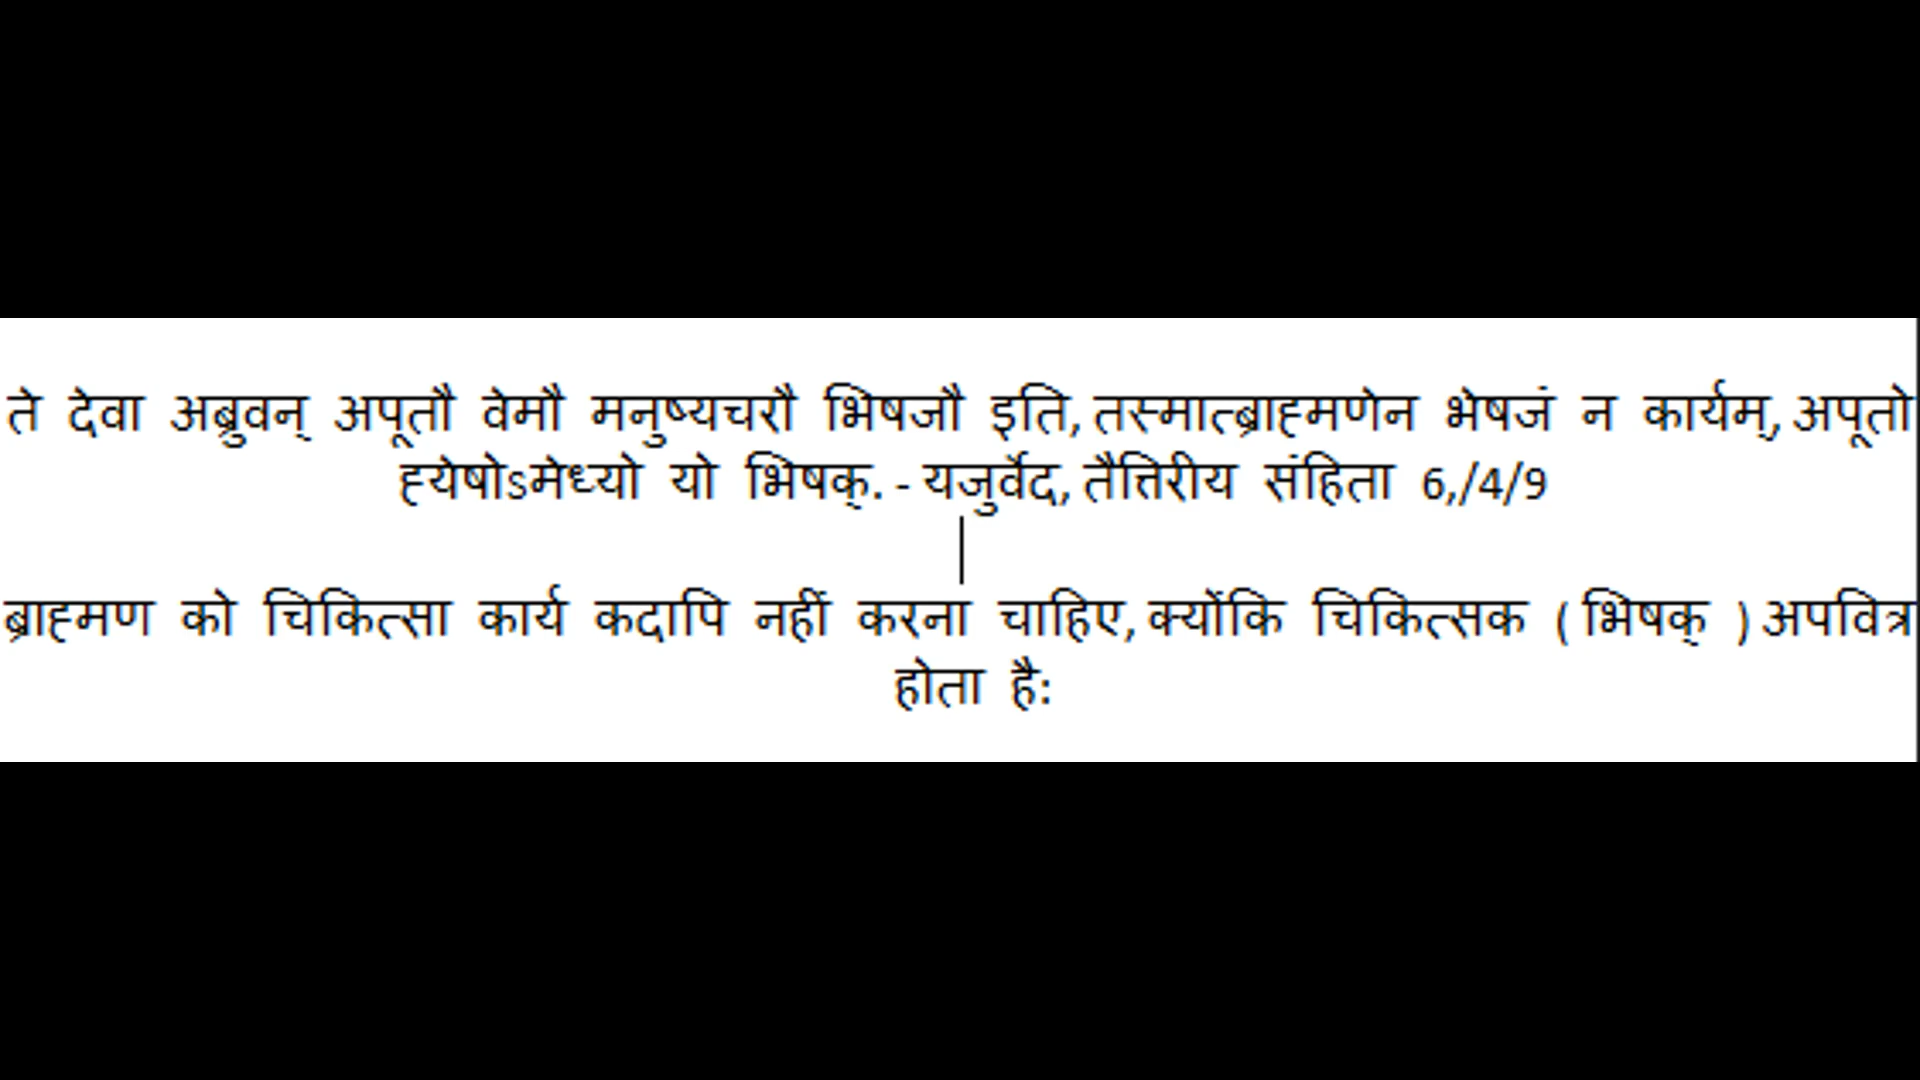 ते देवा अब्रुवन् अपूतौ वेमौ मनुष्यचरौ भिषजौ इति, तस्मात्ब्राह्मणेन भेषजं न कार्यम्, अपूतो
ह्येषोऽमेध्यो यो भिषक्. - यजुर्वेद, तैत्तिरीय संहिता 6,/4/9
|
ब्राह्मण को चिकित्सा कार्य कदापि नहीं करना चाहिए, क्योंकि चिकित्सक ( भिषक् ) अपवित्र
होता है: